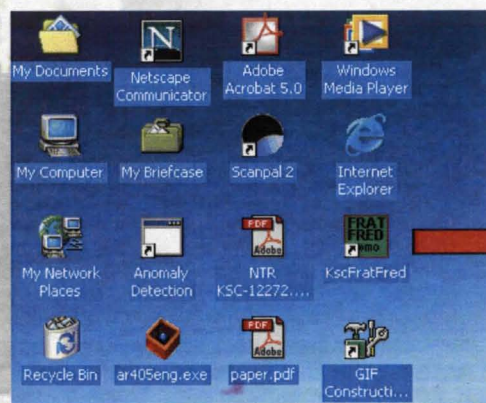 My Documents
Netscape
Communicator
Adobe
Acrobat 5.0
Windows
Media Player
My Computer
My Briefcase
Scanpal 2
Internet
Explorer
My Network
Places
Anomaly
Detection
PDF
Adobe
NTR
KSC-12272....
FRAT
FRED
Demo
KscFratFred
Recycle Bin
ar405eng.exe
PDF
Adobe
paper.pdf
GIF
Constructi...